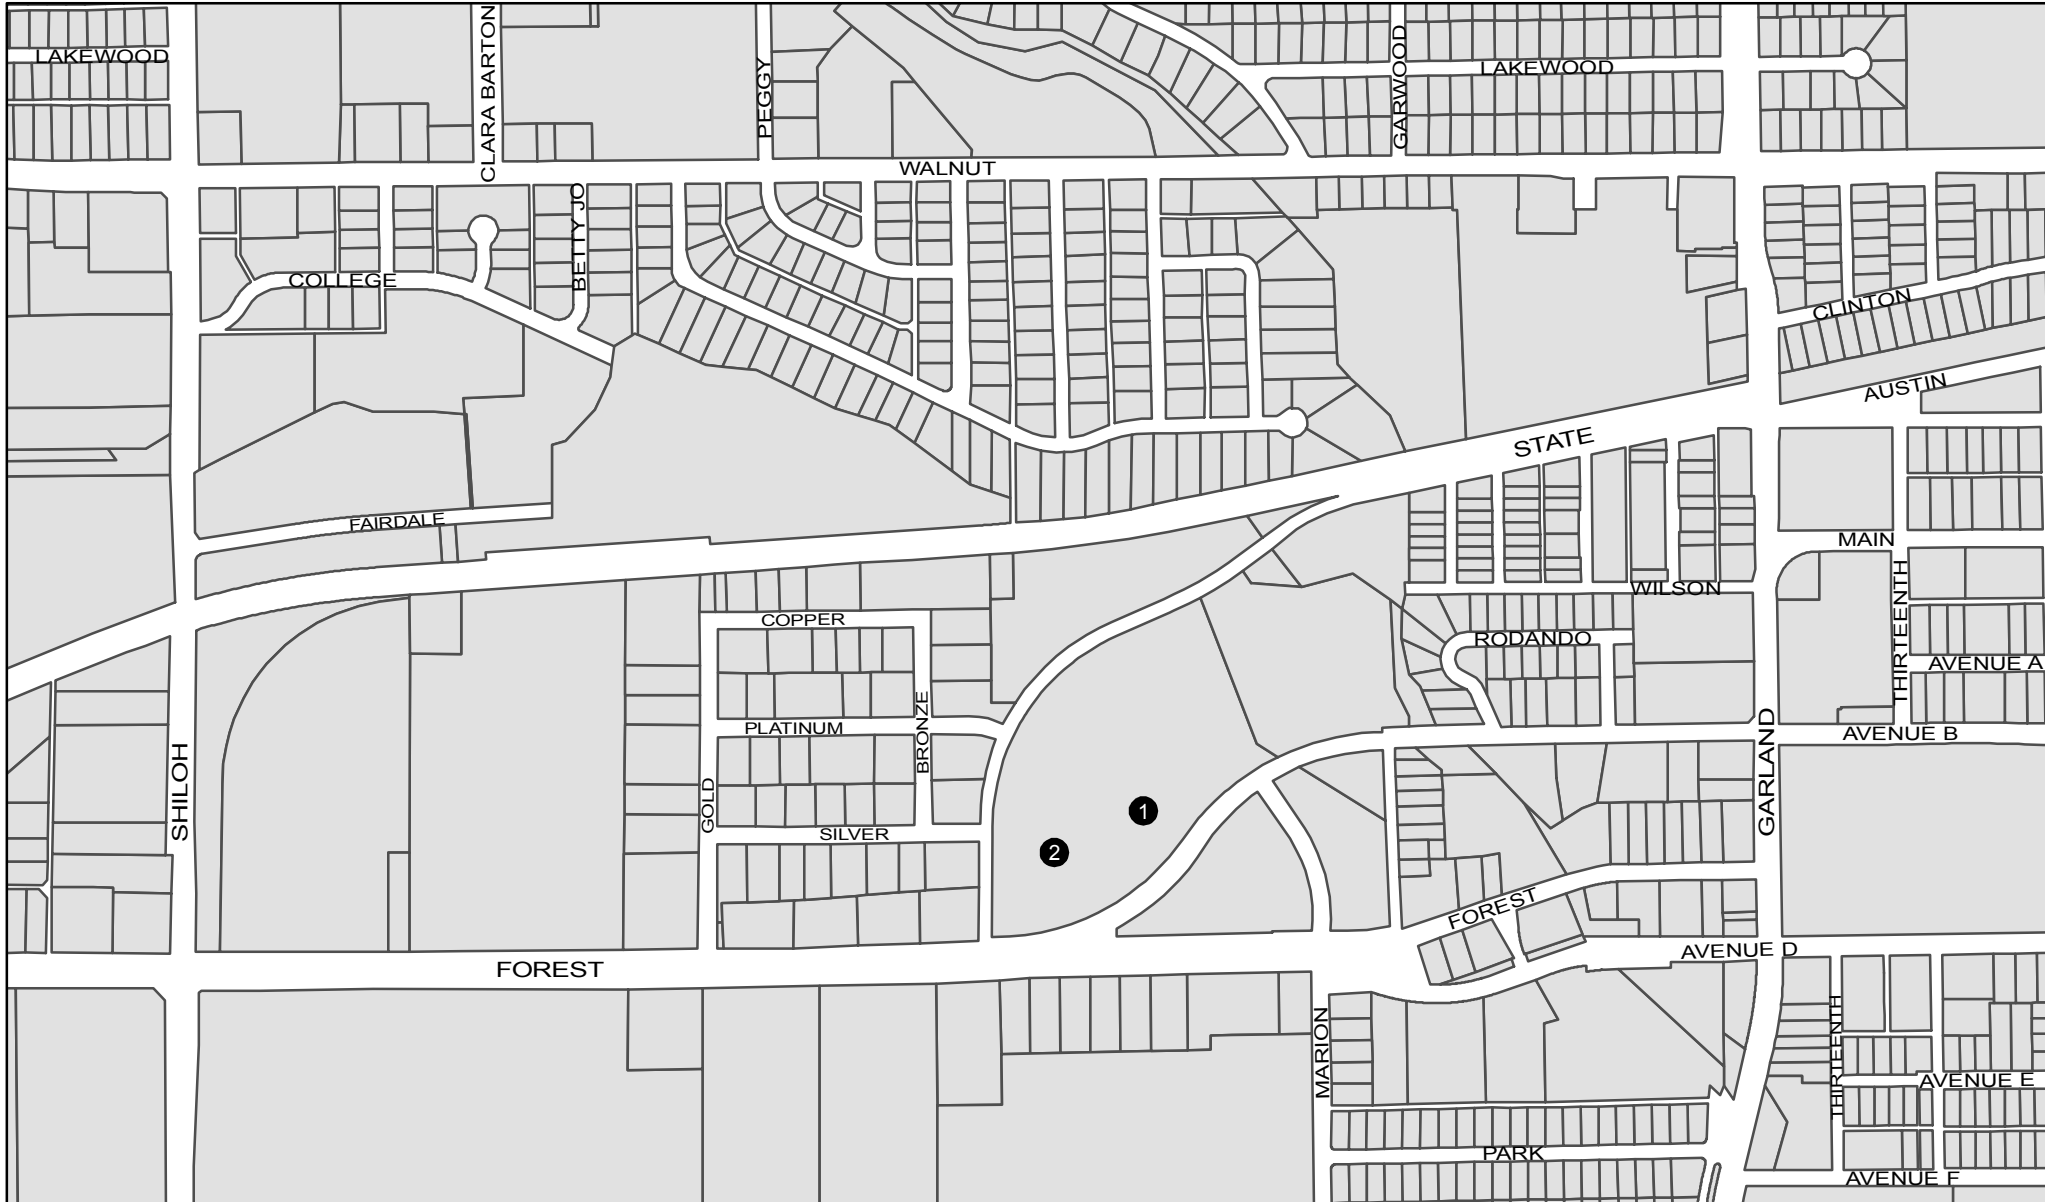 LAKEWOOD
CLARA BARTON
PEGGY
GARWOOD
LAKEWOOD
WALNUT
BETTY JO
COLLEGE
CLINTON
AUSTIN
STATE
FAIRDALE
MAIN
WILSON
THIRTEENTH
COPPER
RODANDO
AVENUE A
PLATINUM
BRONZE
AVENUE B
SHILOH
GOLD
GARLAND
SILVER
1
2
FOREST
AVENUE D
FOREST
MARION
THIRTEENTH
AVENUE E
PARK
AVENUE F